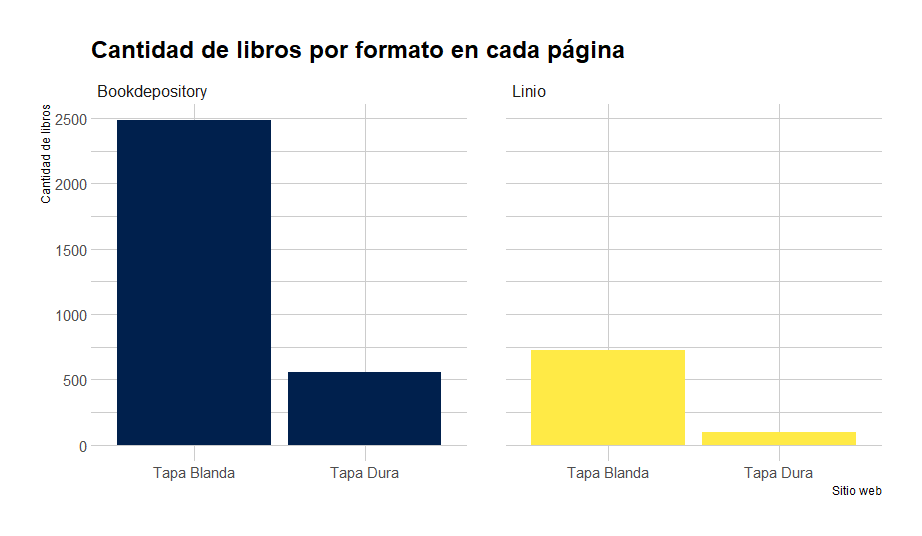 Cantidad de libros por formato en cada página
Bookdepository
Linio
Cantidad de libros
2500
2000
1500
1000
500
0
Tapa Blanda
Tapa Dura
Tapa Blanda
Tapa Dura
Sitio web